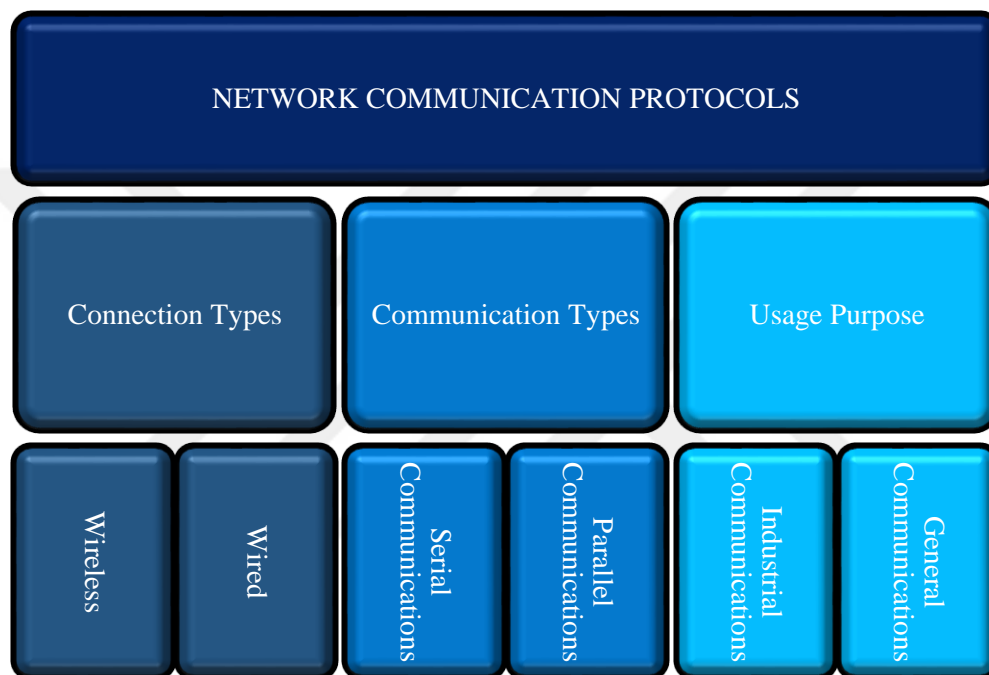 NETWORK COMMUNICATION PROTOCOLS
Connection Types
Communication Types
Usage Purpose
Wireless
Wired
Serial
Communications
Parallel
Communications
Industrial
Communications
General
Communications